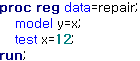 proc reg data=repair;
model y=x;
test x=12;
run;